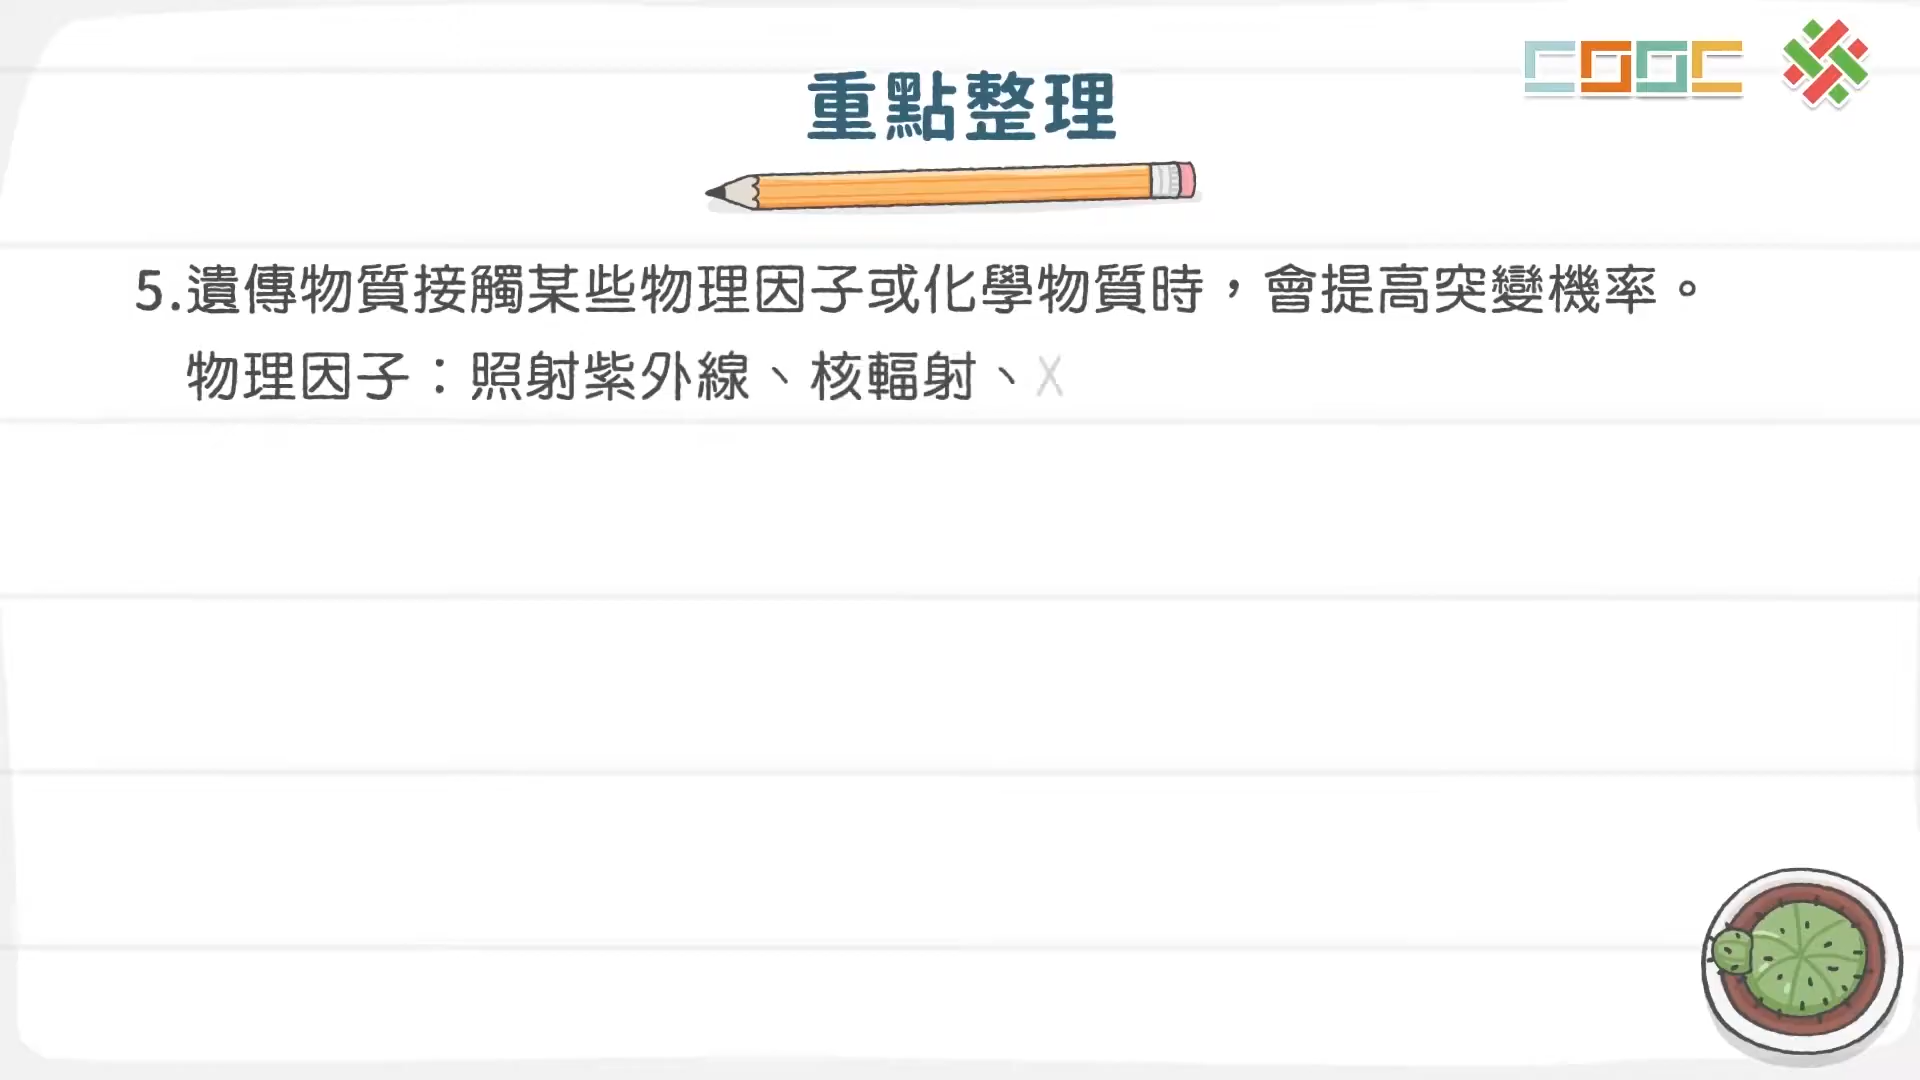 COOC
重點整理
5.遺傳物質接觸某些物理因子或化學物質時，會提高突變機率。
物理因子：照射紫外線、核輻射、X